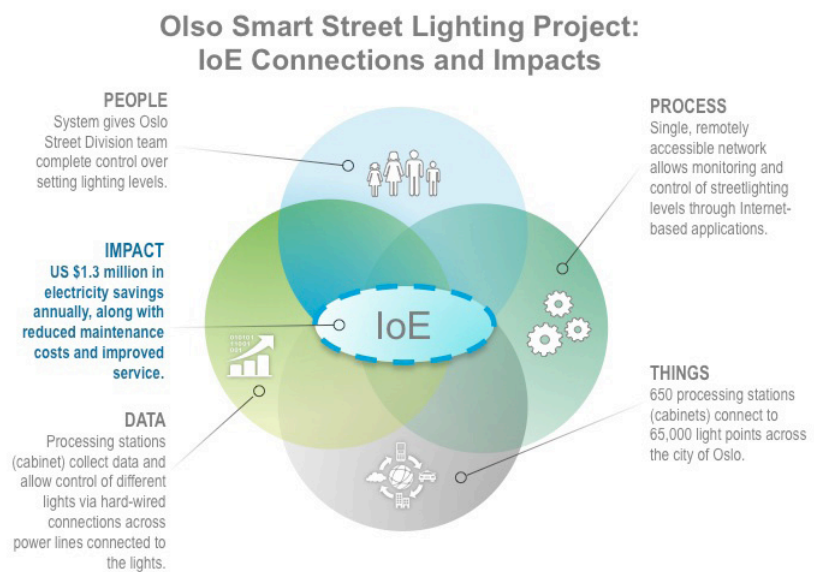 Olso Smart Street Lighting Project:
IoE Connections and Impacts
PEOPLE
System gives Oslo
Street Division team
complete control over
setting lighting levels.
PROCESS
Single, remotely
accessible network
allows monitoring and
control of streetlighting
levels through Internet-
based applications.
IMPACT
US $1.3 million in
electricity savings
annually, along with
reduced maintenance
costs and improved
service.
IoE
010101
11001
001
THINGS
650 processing stations
(cabinets) connect to
65,000 light points across
the city of Oslo.
DATA
Processing stations
(cabinet) collect data and
allow control of different
lights via hard-wired
connections across
power lines connected to
the lights.